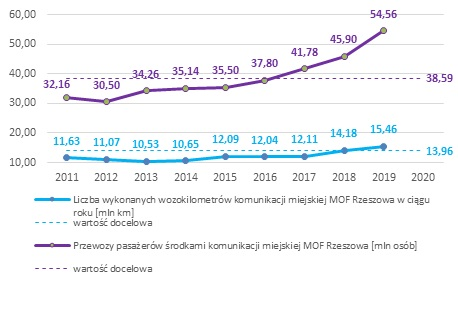 60,00
50,00
40,00
30,00
20,00
10,00
54,56
45,90
41,78
37,80
35,50
35,14
34,26
30,50
32,16
38,59
11,63 11,07 10,53 10,65 12,09 12,04 12,11 14,18 15,46
13,96
2011 2012 2013 2014 2015 2016 2017 2018 2019 2020
Liczba wykonanych wozokilometrów komunikacji miejskiej MOF Rzeszowa w ciągu
roku [mln km]
wartość docelowa
Przewozy pasażerów środkami komunikacji miejskiej MOF Rzeszowa [mln osób]
wartość docelowa